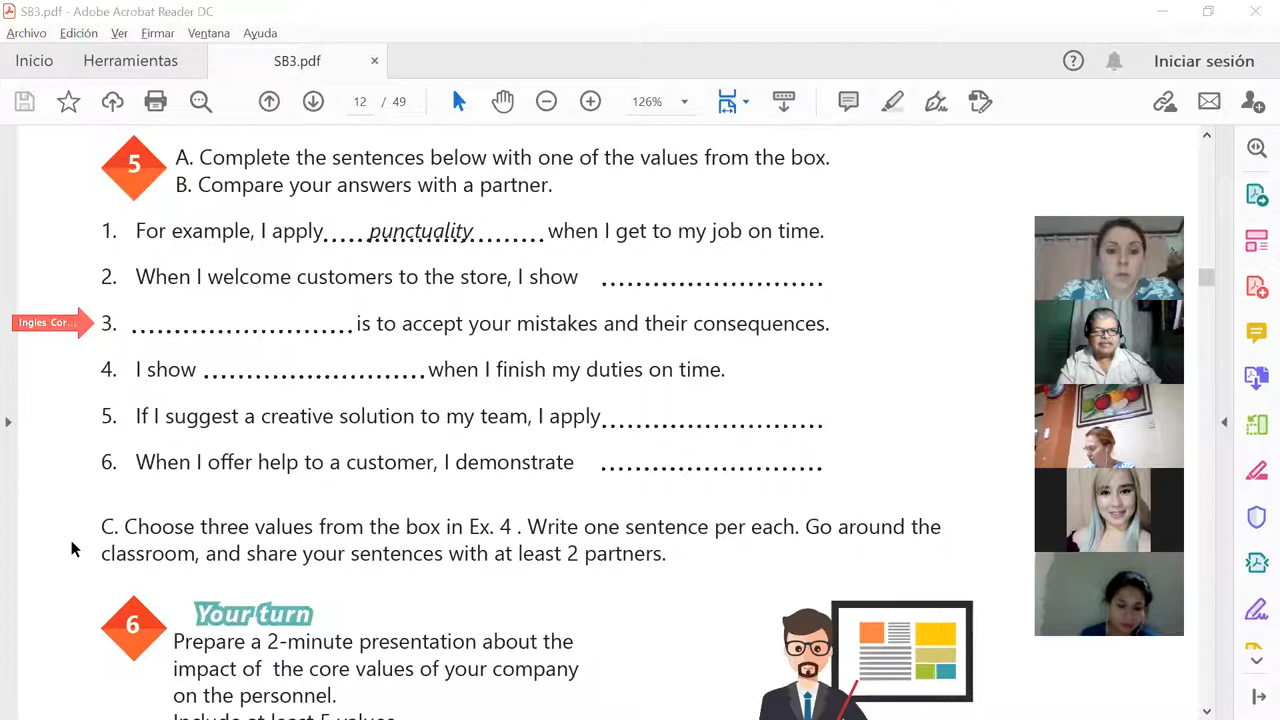 SB3.pdf - Adobe Acrobat Reader DC
Archivo Edición Ver Firmar Ventana Ayuda
Inicio Herramientas SB3.pdf × Iniciar sesión
12 / 49 126%
5
A. Complete the sentences below with one of the values from the box.
B. Compare your answers with a partner.
1. For example, I apply.....punctuality.........when I get to my job on time.
2. When I welcome customers to the store, I show ..........................
Ingles Cor...
3. ..........................is to accept your mistakes and their consequences.
4. I show ..........................when I finish my duties on time.
5. If I suggest a creative solution to my team, I apply..........................
6. When I offer help to a customer, I demonstrate ..........................
C. Choose three values from the box in Ex. 4 . Write one sentence per each. Go around the
classroom, and share your sentences with at least 2 partners.
6
Your turn
Prepare a 2-minute presentation about the
impact of the core values of your company
on the personnel.
Include at least 5 values